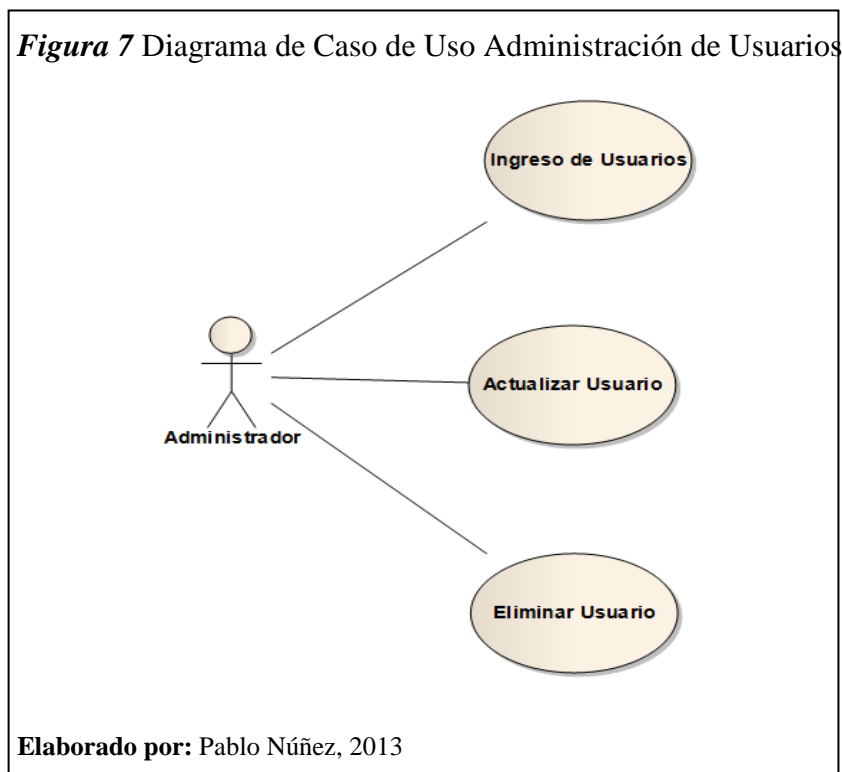 Figura 7 Diagrama de Caso de Uso Administración de Usuarios
Ingreso de Usuarios
Actualizar Usuario
Administrador
Eliminar Usuario
Elaborado por: Pablo Núñez, 2013